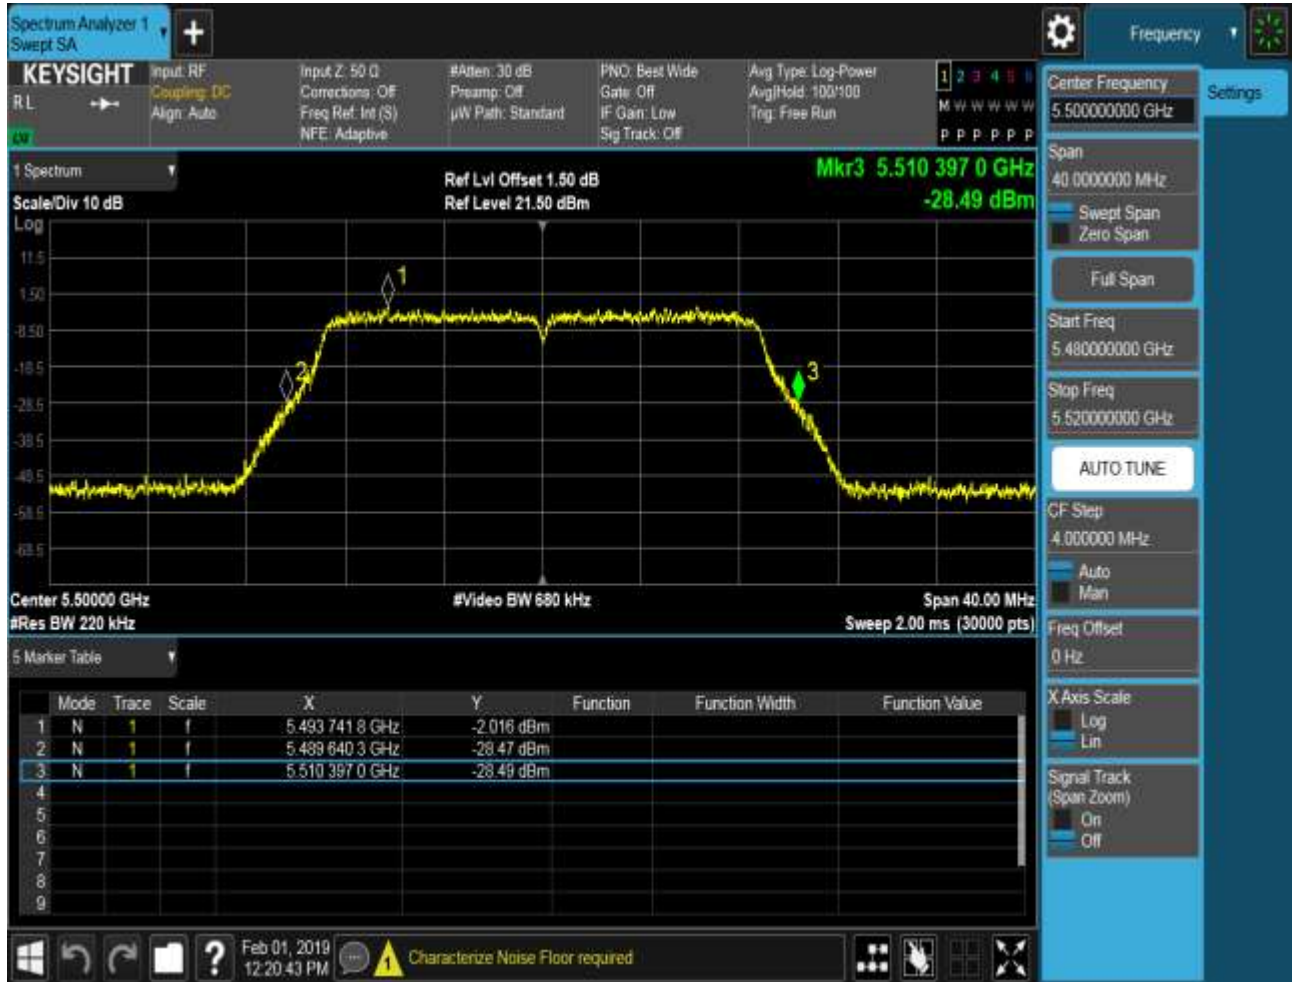 Spectrum Analyzer 1
Swept SA
+
Frequency
KEYSIGHT
R L
Input: RF
Coupling: DC
Align: Auto
Input Z: 50 Ω
Corrections: Off
Freq Ref: Int (S)
NFE: Adaptive
#Atten: 30 dB
Preamp: Off
µW Path: Standard
PNO: Best Wide
Gate: Off
IF Gain: Low
Sig Track: Off
Avg Type: Log-Power
Avg|Hold: 100/100
Trig: Free Run
1 2 3 4 5 6
M W W W W W
P P P P P P
1 Spectrum
Scale/Div 10 dB
Ref Lvl Offset 1.50 dB
Ref Level 21.50 dBm
Mkr3 5.510 397 0 GHz
-28.49 dBm
Log
11.5
1.50
-8.50
-18.5
-28.5
-38.5
-48.5
-58.5
-68.5
1
2
3
Center 5.50000 GHz
#Video BW 680 kHz
Span 40.00 MHz
#Res BW 220 kHz
Sweep 2.00 ms (30000 pts)
5 Marker Table
Mode Trace Scale X Y Function Function Width Function Value
1 N 1 f 5.493 741 8 GHz -2.016 dBm
2 N 1 f 5.489 640 3 GHz -28.47 dBm
3 N 1 f 5.510 397 0 GHz -28.49 dBm
4
5
6
7
8
9
Center Frequency
5.500000000 GHz
Settings
Span
40.0000000 MHz
Swept Span
Zero Span
Full Span
Start Freq
5.480000000 GHz
Stop Freq
5.520000000 GHz
AUTO TUNE
CF Step
4.000000 MHz
Auto
Man
Freq Offset
0 Hz
X Axis Scale
Log
Lin
Signal Track
(Span Zoom)
On
Off
?
Feb 01, 2019
12:20:43 PM
1
Characterize Noise Floor required